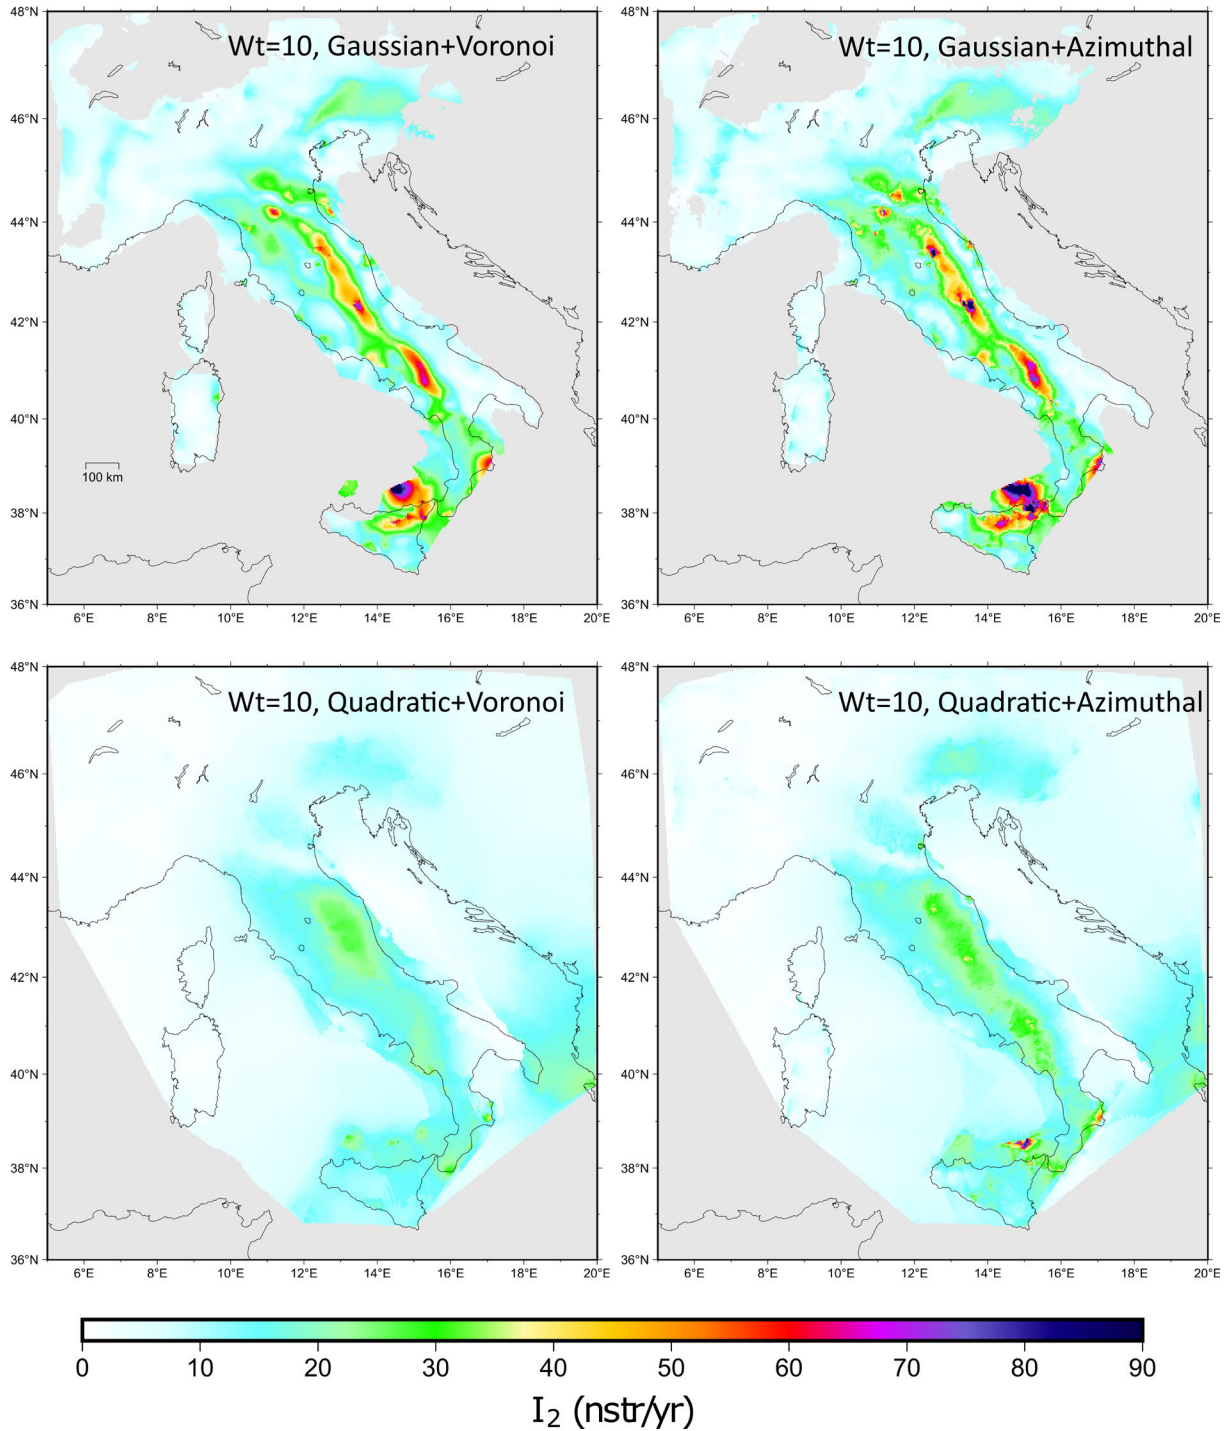 48°N
46°N
44°N
42°N
40°N
38°N
36°N
Wt=10, Gaussian+Voronoi
100 km
6°E 8°E 10°E 12°E 14°E 16°E 18°E 20°E
48°N
46°N
44°N
42°N
40°N
38°N
36°N
Wt=10, Gaussian+Azimuthal
6°E 8°E 10°E 12°E 14°E 16°E 18°E 20°E
48°N
46°N
44°N
42°N
40°N
38°N
36°N
Wt=10, Quadratic+Voronoi
6°E 8°E 10°E 12°E 14°E 16°E 18°E 20°E
48°N
46°N
44°N
42°N
40°N
38°N
36°N
Wt=10, Quadratic+Azimuthal
6°E 8°E 10°E 12°E 14°E 16°E 18°E 20°E
0 10 20 30 40 50 60 70 80 90
I₂ (nstr/yr)